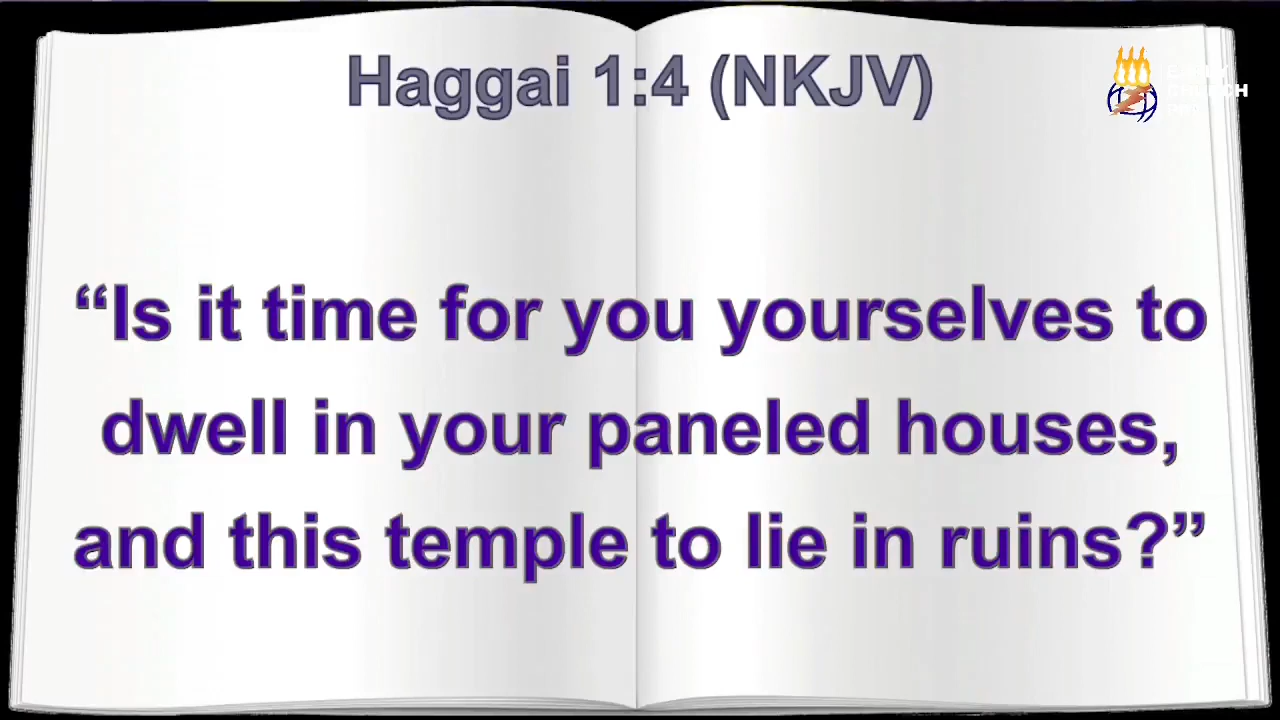 Haggai 1:4 (NKJV)
CHURCH
“Is it time for you yourselves to
dwell in your paneled houses,
and this temple to lie in ruins?”